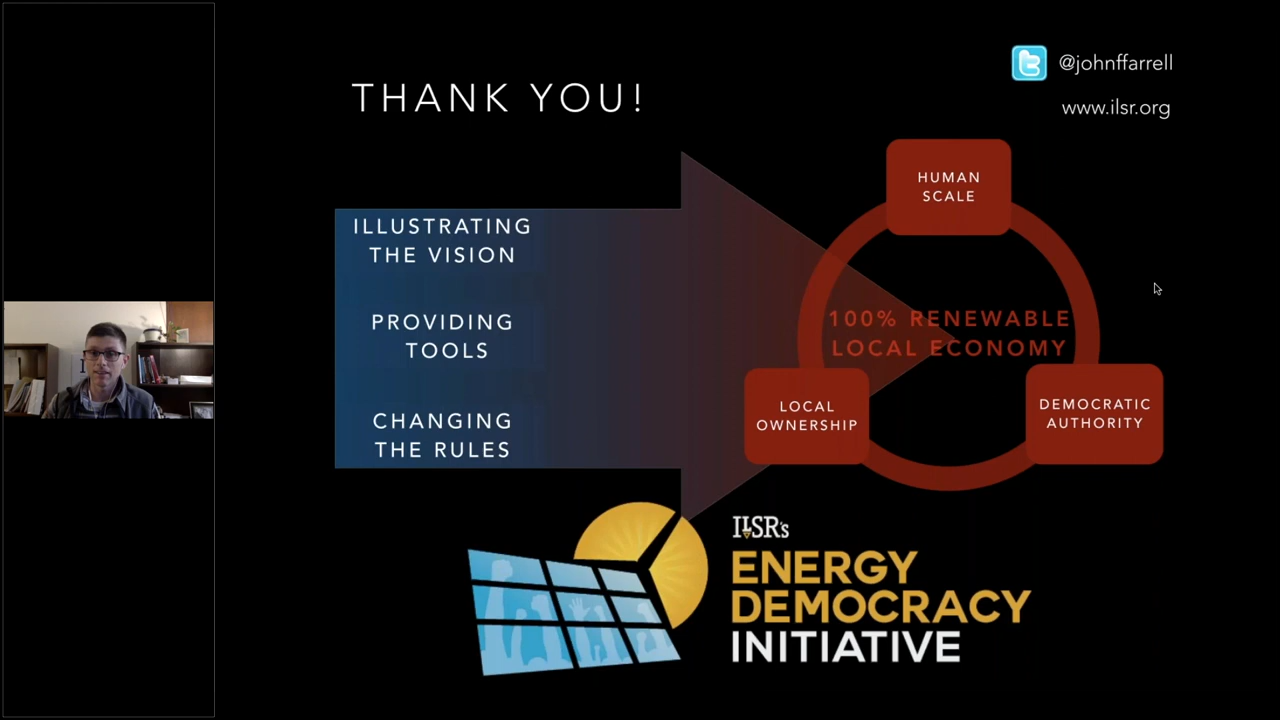 THANK YOU!
@johnffarrell
www.ilsr.org
ILLUSTRATING
THE VISION
PROVIDING
TOOLS
CHANGING
THE RULES
HUMAN
SCALE
100% RENEWABLE
LOCAL ECONOMY
LOCAL
OWNERSHIP
DEMOCRATIC
AUTHORITY
ILSR's
ENERGY
DEMOCRACY
INITIATIVE